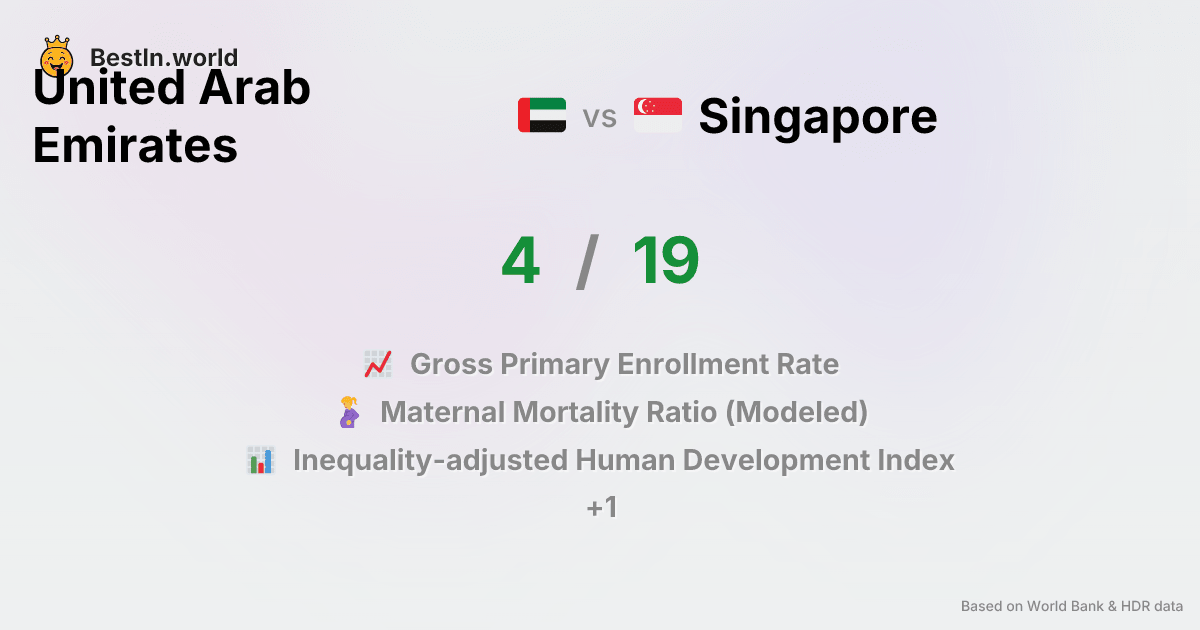 BestIn.world
United Arab
Emirates
vs Singapore
4 / 19
Gross Primary Enrollment Rate
Maternal Mortality Ratio (Modeled)
Inequality-adjusted Human Development Index
+1
Based on World Bank & HDR data